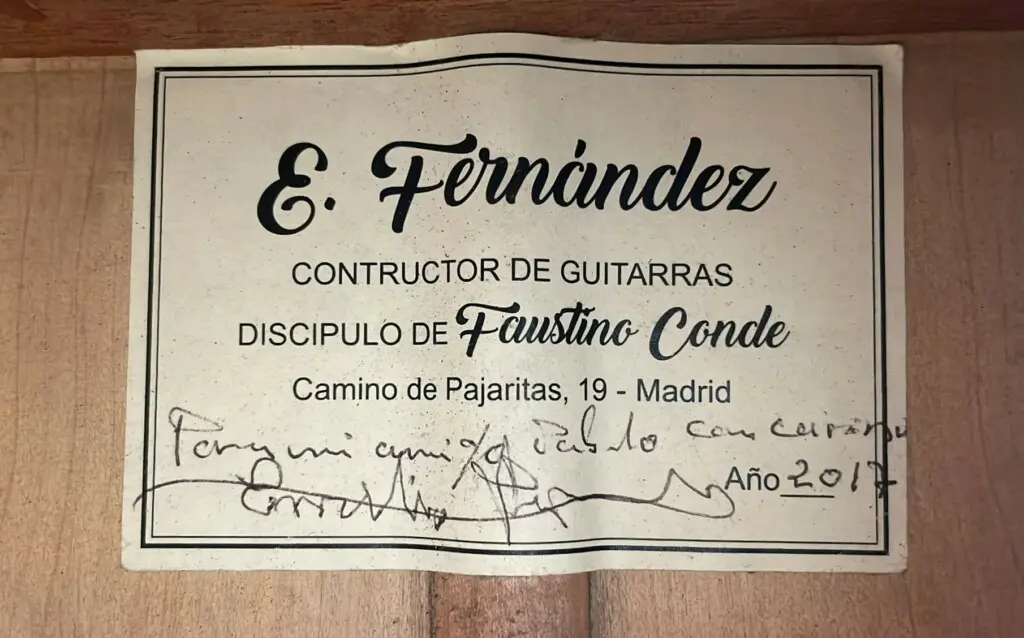 E. Fernández
CONTRUCTOR DE GUITARRAS
DISCIPULO DE Faustino Conde
Camino de Pajaritas, 19 - Madrid
Para mi amigo Pablo con cariño
Año 2017